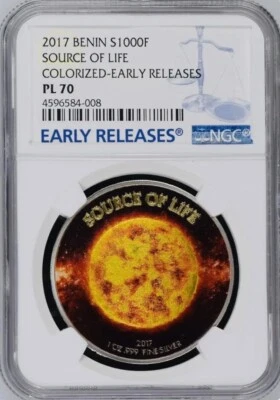 2017 BENIN S1000F
SOURCE OF LIFE
COLORIZED-EARLY RELEASES
PL 70
4596584-008
EARLY RELEASES®
NGC®
SOURCE OF LIFE
2017
1 OZ .999 FINE SILVER